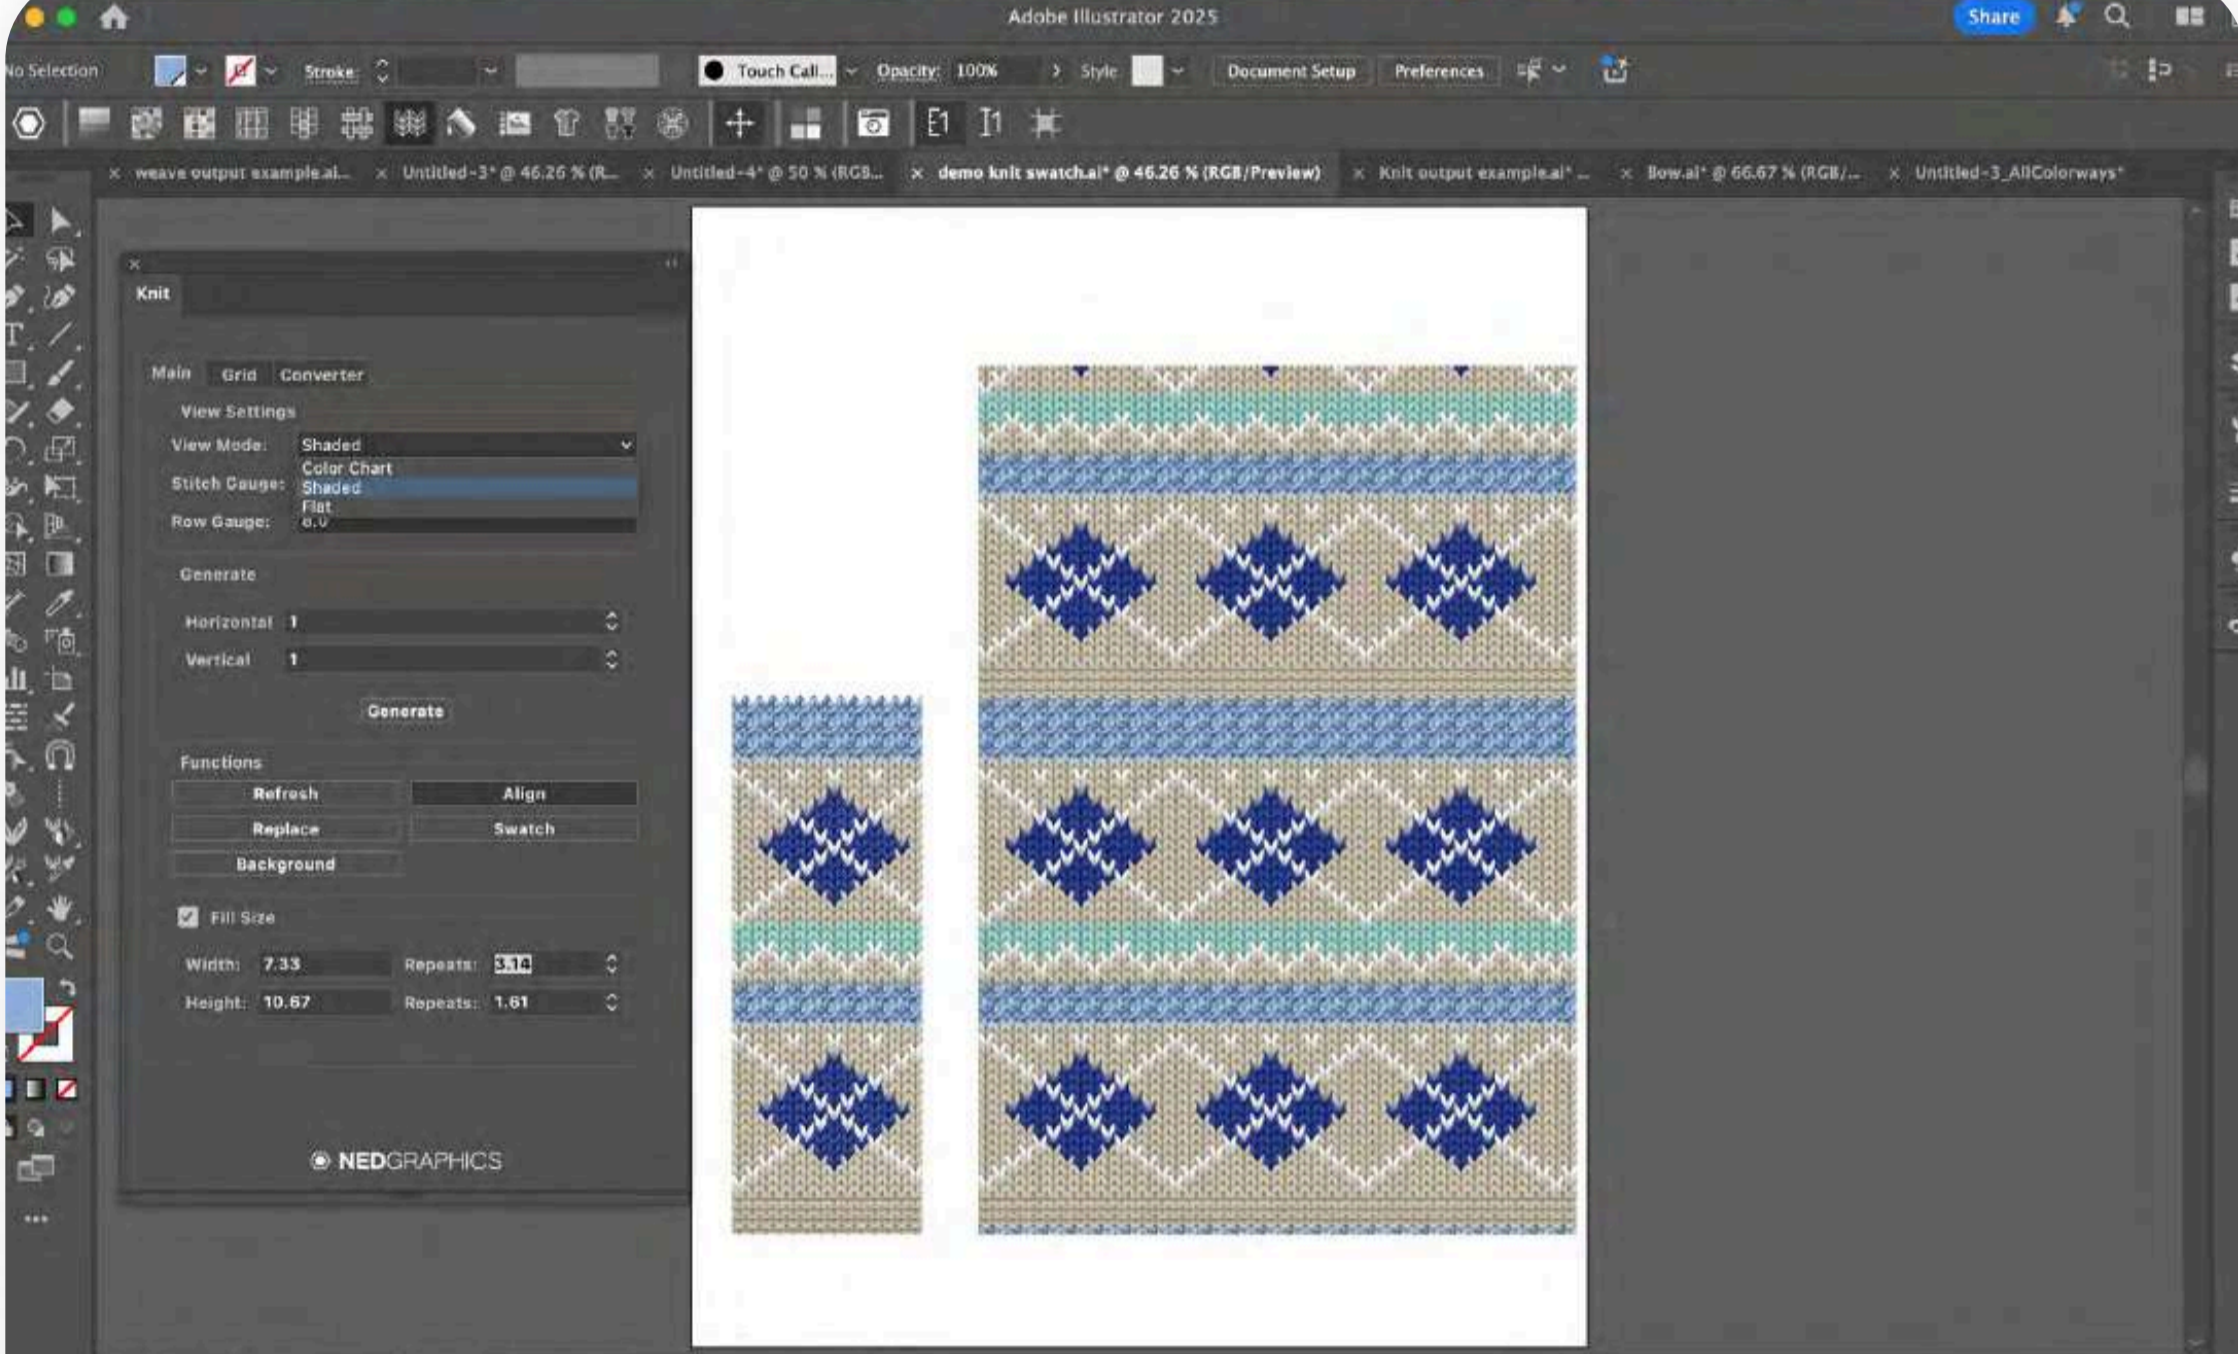 Adobe Illustrator 2025
Share
No Selection
Stroke:
Touch Call...
Opacity: 100%
Style
Document Setup
Preferences
× weave output example.ai...
× Untitled-3* @ 46.26 % (R...
× Untitled-4* @ 50 % (RGB...
× demo knit swatch.ai* @ 46.26 % (RGB/Preview)
× Knit output example.ai* ...
× Bow.ai* @ 66.67 % (RGB/...
× Untitled-3_AllColorways*
Knit
Main Grid Converter
View Settings
View Mode: Shaded
Color Chart
Stitch Gauge: Shaded
Flat
Row Gauge:
Generate
Horizontal 1
Vertical 1
Generate
Functions
Refresh Align
Replace Swatch
Background
Fill Size
Width: 7.33 Repeats: 3.14
Height: 10.67 Repeats: 1.61
NEDGRAPHICS